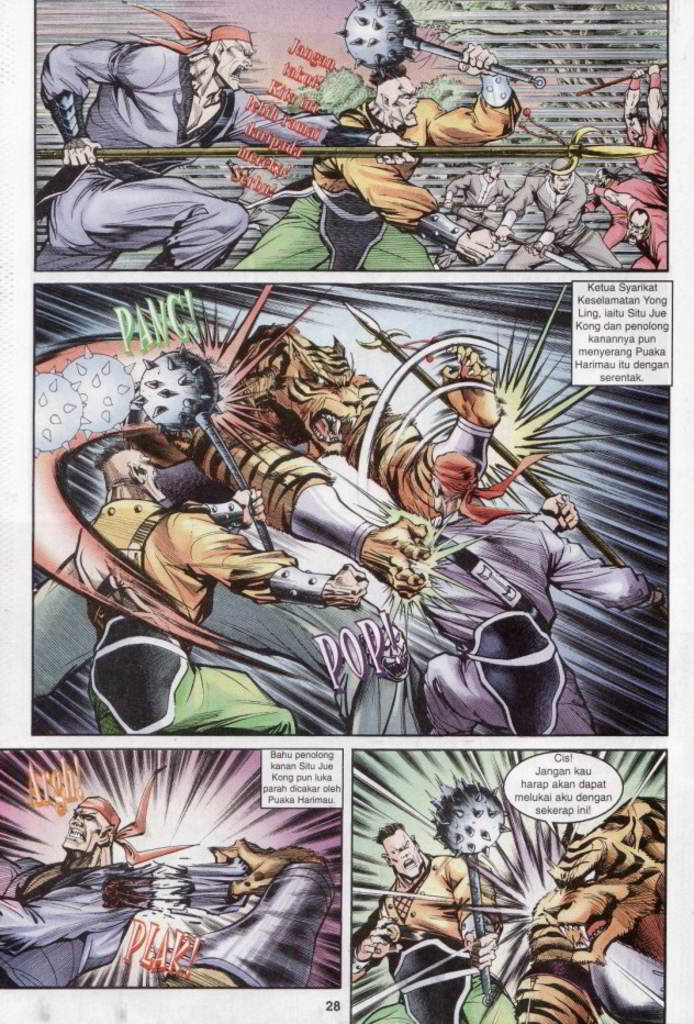 Jangan
takut!
Kita ini
lebih ramai
daripada
mereka!
Serbu!
Ketua Syarikat
Keselamatan Yong
Ling, iaitu Situ Jue
Kong dan penolong
kanannya pun
menyerang Puaka
Harimau itu dengan
serentak.
PANG!
POP!
Bahu penolong
kanan Situ Jue
Kong pun luka
parah dicakar oleh
Puaka Harimau.
Argh!
PIAK!
Cis!
Jangan kau
harap akan dapat
melukai aku dengan
sekerap ini!
28